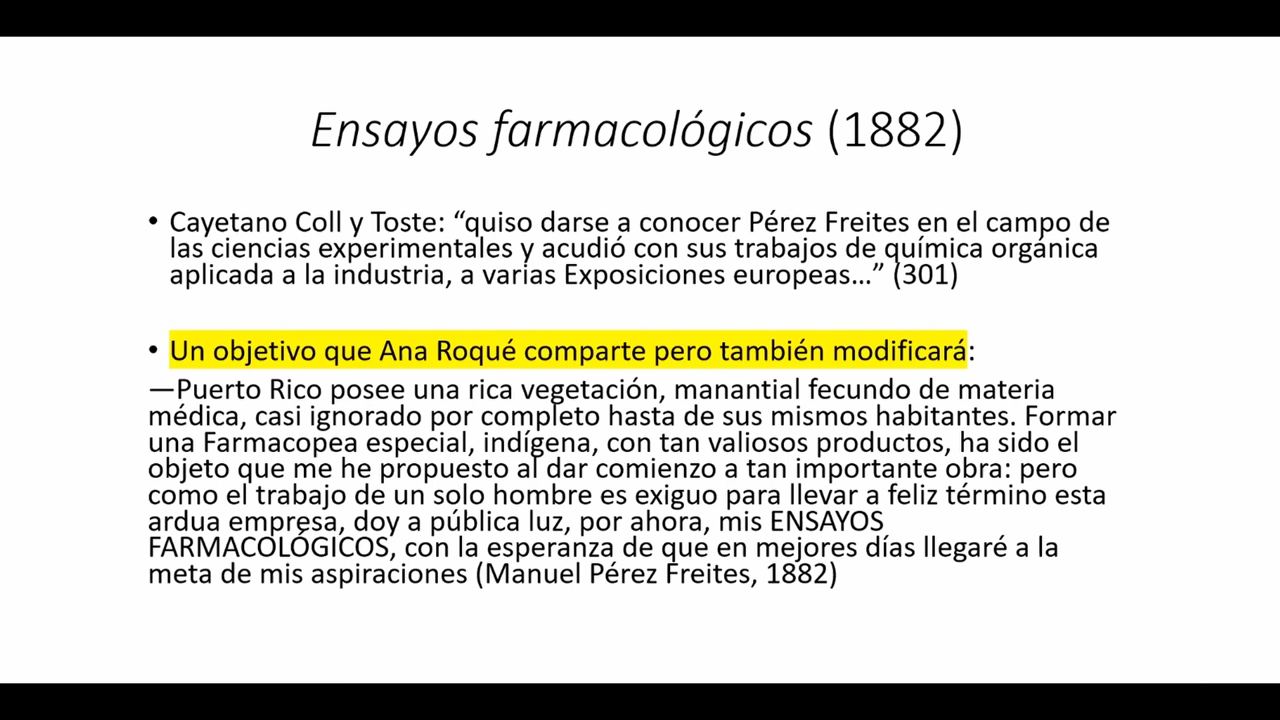 Ensayos farmacológicos (1882)
• Cayetano Coll y Toste: “quiso darse a conocer Pérez Freites en el campo de
las ciencias experimentales y acudió con sus trabajos de química orgánica
aplicada a la industria, a varias Exposiciones europeas…” (301)
• Un objetivo que Ana Roqué comparte pero también modificará:
—Puerto Rico posee una rica vegetación, manantial fecundo de materia
médica, casi ignorado por completo hasta de sus mismos habitantes. Formar
una Farmacopea especial, indígena, con tan valiosos productos, ha sido el
objeto que me he propuesto al dar comienzo a tan importante obra: pero
como el trabajo de un solo hombre es exiguo para llevar a feliz término esta
ardua empresa, doy a pública luz, por ahora, mis ENSAYOS
FARMACOLÓGICOS, con la esperanza de que en mejores días llegaré a la
meta de mis aspiraciones (Manuel Pérez Freites, 1882)